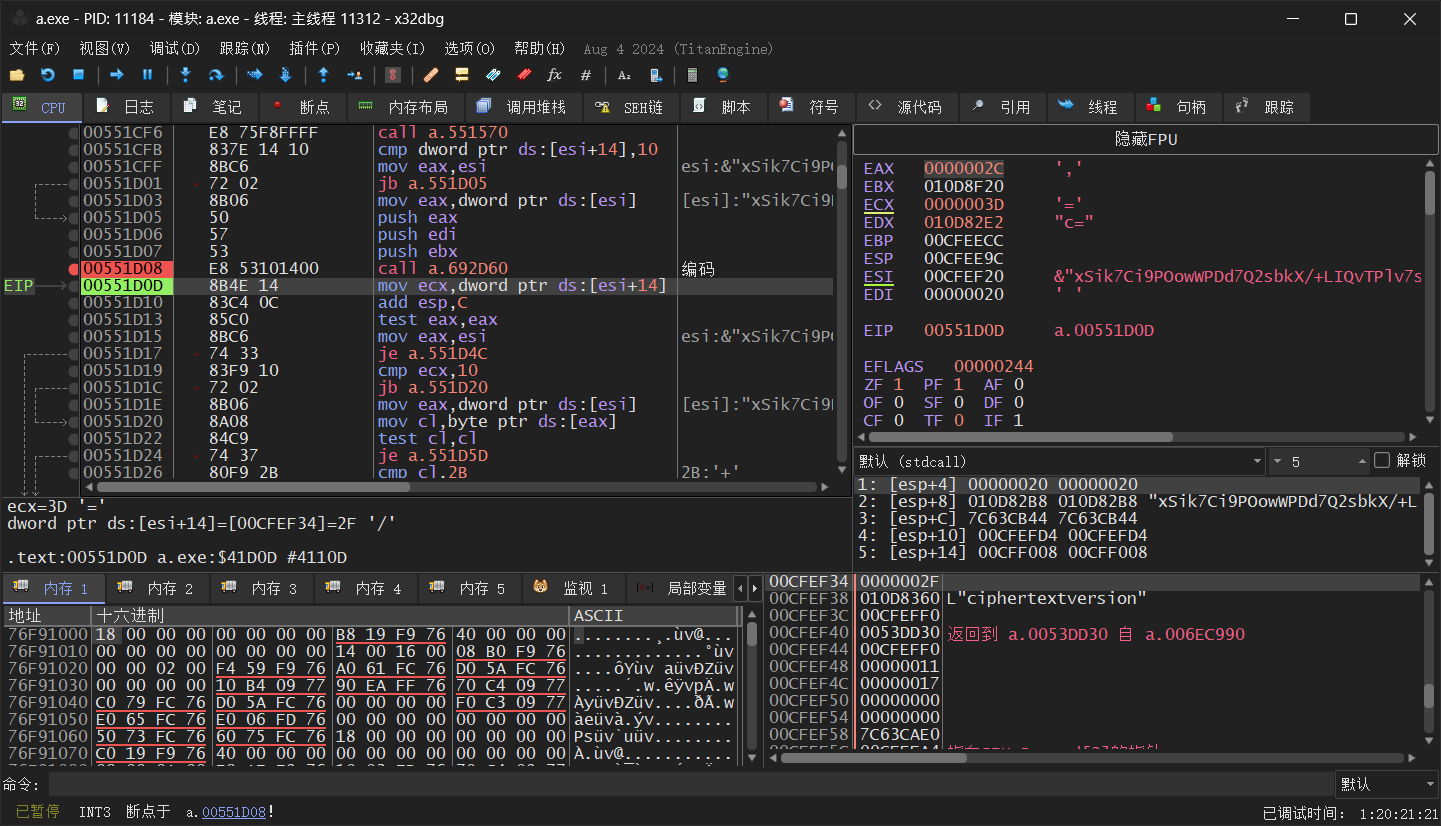 a.exe - PID: 11184 - 模块: a.exe - 线程: 主线程 11312 - x32dbg
文件(F) 视图(V) 调试(D) 跟踪(N) 插件(P) 收藏夹(I) 选项(O) 帮助(H) Aug 4 2024 (TitanEngine)
CPU 日志 笔记 断点 内存布局 调用堆栈 SEH链 脚本 符号 源代码 引用 线程 句柄 跟踪
00551CF6 E8 75F8FFFF call a.551570
00551CFB 837E 14 10 cmp dword ptr ds:[esi+14],10
00551CFF 8BC6 mov eax,esi esi:&"xSik7Ci9P
00551D01 72 02 jb a.551D05
00551D03 8B06 mov eax,dword ptr ds:[esi] [esi]:"xSik7Ci9
00551D05 50 push eax
00551D06 57 push edi
00551D07 53 push ebx
00551D08 E8 53101400 call a.692D60 编码
EIP 00551D0D 8B4E 14 mov ecx,dword ptr ds:[esi+14]
00551D10 83C4 0C add esp,C
00551D13 85C0 test eax,eax
00551D15 8BC6 mov eax,esi esi:&"xSik7Ci9P
00551D17 74 33 je a.551D4C
00551D19 83F9 10 cmp ecx,10
00551D1C 72 02 jb a.551D20
00551D1E 8B06 mov eax,dword ptr ds:[esi] [esi]:"xSik7Ci9
00551D20 8A08 mov cl,byte ptr ds:[eax]
00551D22 84C9 test cl,cl
00551D24 74 37 je a.551D5D
00551D26 80F9 2B cmp cl,2B 2B:'+'
隐藏FPU
EAX 0000002C ','
EBX 010D8F20
ECX 0000003D '='
EDX 010D82E2 "c="
EBP 00CFEECC
ESP 00CFEE9C
ESI 00CFEF20 &"xSik7Ci9POowWPDd7Q2sbkX/+LIQvTPlv7s
EDI 00000020 ' '
EIP 00551D0D a.00551D0D
EFLAGS 00000244
ZF 1 PF 1 AF 0
OF 0 SF 0 DF 0
CF 0 TF 0 IF 1
默认 (stdcall) 5 解锁
1: [esp+4] 00000020 00000020
2: [esp+8] 010D82B8 010D82B8 "xSik7Ci9POowWPDd7Q2sbkX/+L
3: [esp+C] 7C63CB44 7C63CB44
4: [esp+10] 00CFEFD4 00CFEFD4
5: [esp+14] 00CFF008 00CFF008
ecx=3D '='
dword ptr ds:[esi+14]=[00CFEF34]=2F '/'
.text:00551D0D a.exe:$41D0D #4110D
内存 1 内存 2 内存 3 内存 4 内存 5 监视 1 局部变量
地址 十六进制 ASCII
76F91000 18 00 00 00 00 00 00 00 B8 19 F9 76 40 00 00 00 ........¸.ùv@...
76F91010 00 00 00 00 00 00 00 00 14 00 16 00 08 B0 F9 76 .............°ùv
76F91020 00 00 02 00 F4 59 F9 76 A0 61 FC 76 D0 5A FC 76 ....ôYùv aüvÐZüv
76F91030 00 00 00 00 10 B4 09 77 90 EA FF 76 70 C4 09 77 .....´.w.êÿvpÄ.w
76F91040 C0 79 FC 76 D0 5A FC 76 00 00 00 00 F0 C3 09 77 ÀyüvÐZüv....ðÃ.w
76F91050 E0 65 FC 76 E0 06 FD 76 00 00 00 00 00 00 00 00 àeüvà.ýv........
76F91060 50 73 FC 76 60 75 FC 76 18 00 00 00 00 00 00 00 Psüv`uüv........
76F91070 C0 19 F9 76 40 00 00 00 00 00 00 00 00 00 00 00 À.ùv@...........
00CFEF34 0000002F
00CFEF38 010D8360 L"ciphertextversion"
00CFEF3C 00CFEFF0
00CFEF40 0053DD30 返回到 a.0053DD30 自 a.006EC990
00CFEF44 00CFEFF0
00CFEF48 00000011
00CFEF4C 00000017
00CFEF50 00000000
00CFEF54 00000000
00CFEF58 7C63CAE0
命令: 默认
已暂停 INT3 断点于 a.00551D08! 已调试时间: 1:20:21:21